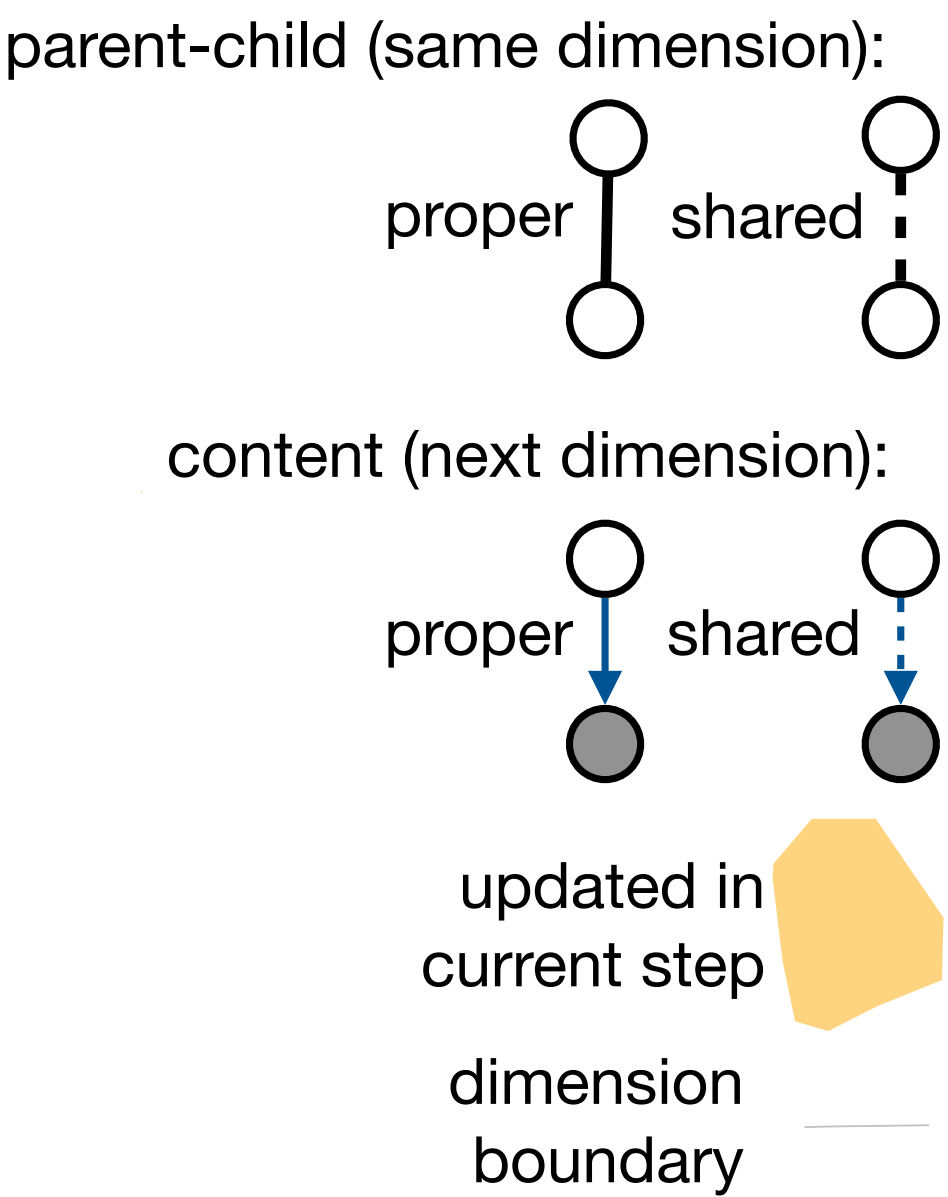 parent-child (same dimension):
proper shared
content (next dimension):
proper shared
updated in
current step
dimension
boundary